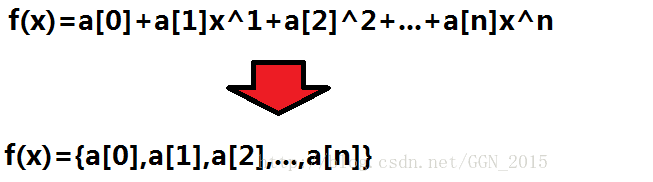 f(x)=a[0]+a[1]x^1+a[2]^2+...+a[n]x^n
f(x)={a[0],a[1],a[2],...,a[n]}
http://blog.csdn.net/GGN_2015